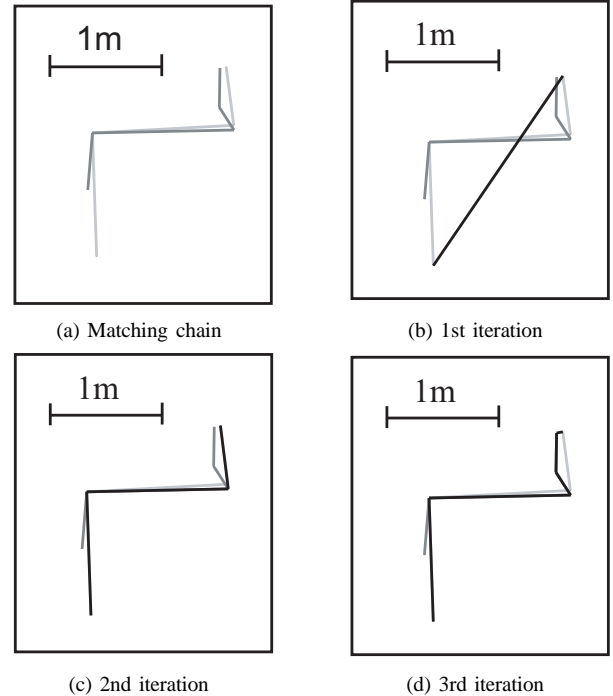 1m
1m
(a) Matching chain
(b) 1st iteration
1m
1m
(c) 2nd iteration
(d) 3rd iteration